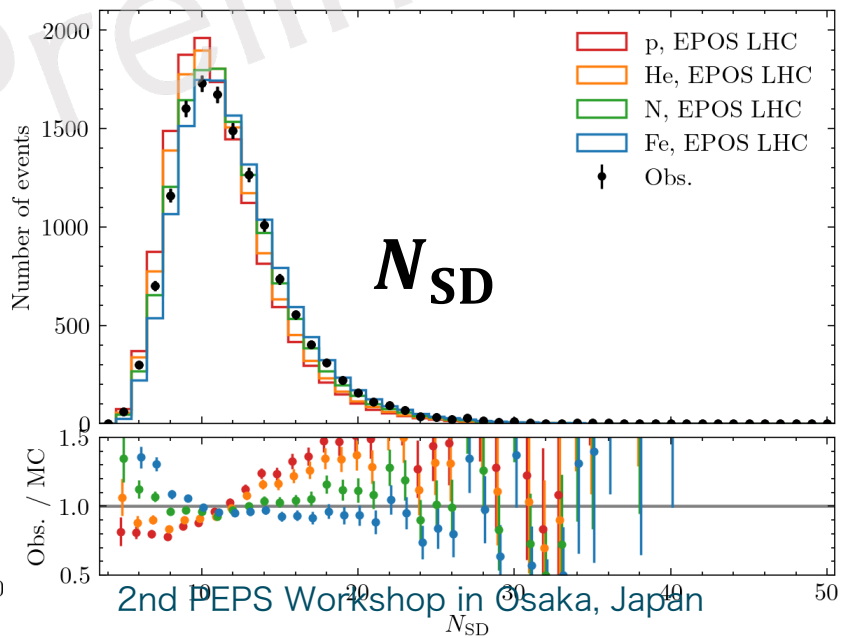 Prelim
2000
1500
1000
500
0
Number of events
p, EPOS LHC
He, EPOS LHC
N, EPOS LHC
Fe, EPOS LHC
Obs.
N_SD
1.5
1.0
0.5
Obs. / MC
10 20 30 40 50
2nd PEPS Workshop in Osaka, Japan
N_SD